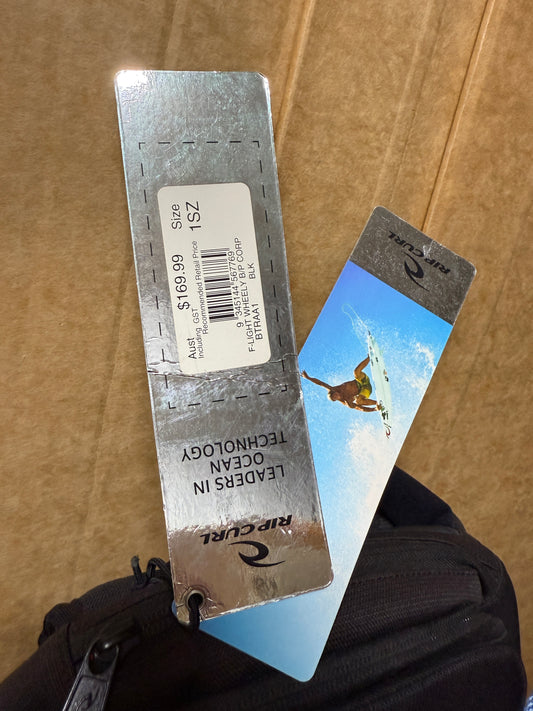 Aust
$169.99
Size
Including GST
Recommended Retail Price
1SZ
9 345144 567769
F-LIGHT WHEELY B/P CORP
BTRAA1
BLK
LEADERS IN
OCEAN
TECHNOLOGY
RIP CURL
RIP CURL